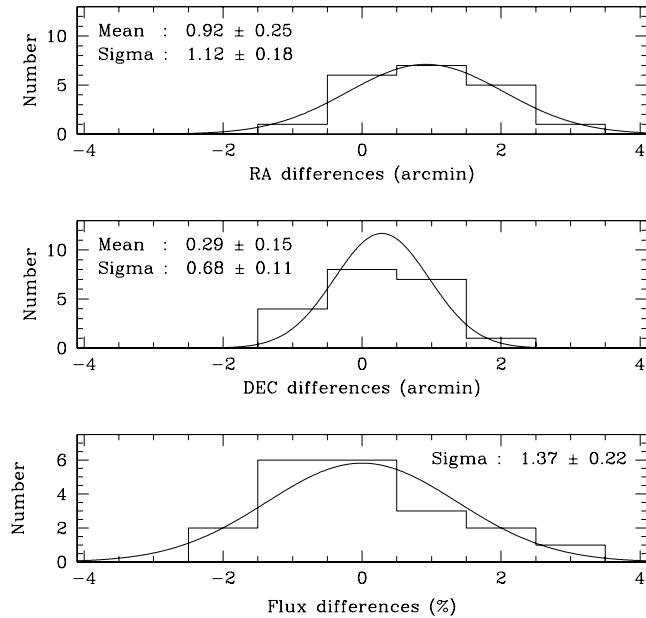 Mean : 0.92 ± 0.25
Sigma : 1.12 ± 0.18
Number
10
5
0
−4 −2 0 2 4
RA differences (arcmin)
Mean : 0.29 ± 0.15
Sigma : 0.68 ± 0.11
Number
10
5
0
−4 −2 0 2 4
DEC differences (arcmin)
Sigma : 1.37 ± 0.22
Number
6
4
2
0
−4 −2 0 2 4
Flux differences (%)